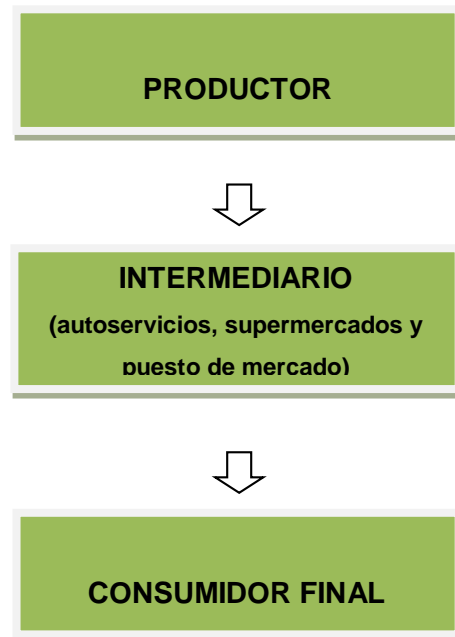 PRODUCTOR
INTERMEDIARIO
(autoservicios, supermercados y
puesto de mercado)
CONSUMIDOR FINAL